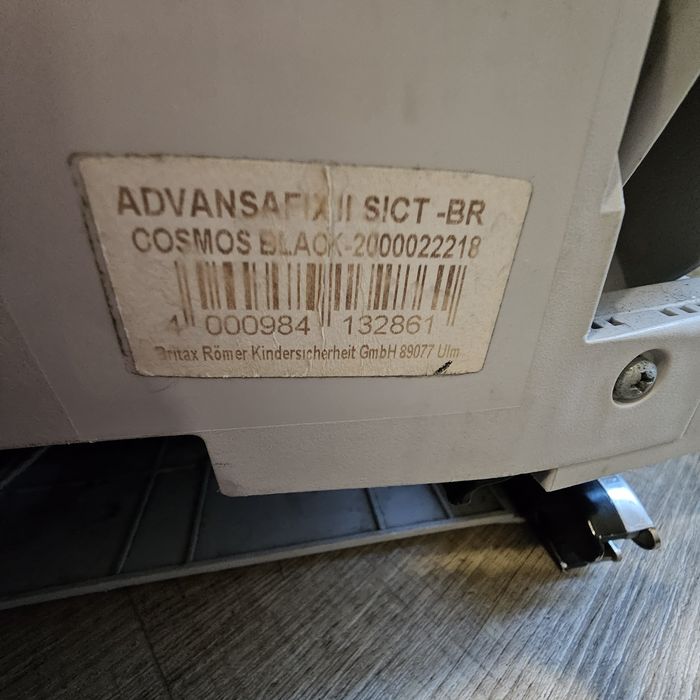 ADVANSAFIX II SICT -BR
COSMOS BLACK-2000022218
4 000984 132861
Britax Römer Kindersicherheit GmbH 89077 Ulm